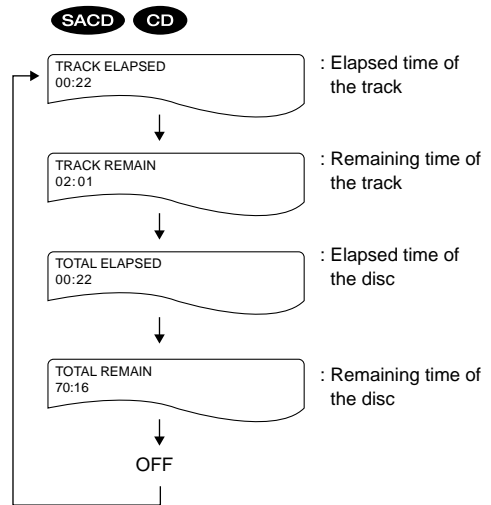 SACD CD
TRACK ELAPSED
00:22
: Elapsed time of
the track
TRACK REMAIN
02:01
: Remaining time of
the track
TOTAL ELAPSED
00:22
: Elapsed time of
the disc
TOTAL REMAIN
70:16
: Remaining time of
the disc
OFF